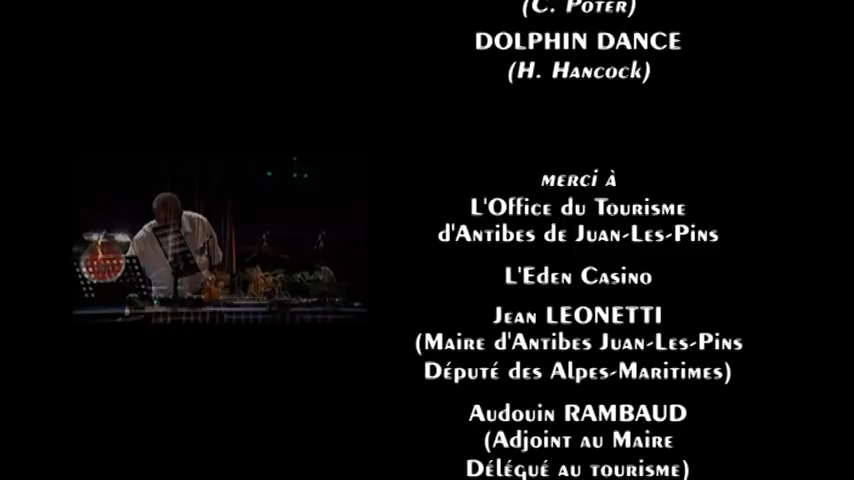 (C. Poter)
DOLPHIN DANCE
(H. Hancock)
merci à
L'Office du Tourisme
d'Antibes de Juan-Les-Pins
L'Eden Casino
Jean LEONETTI
(Maire d'Antibes Juan-Les-Pins
Député des Alpes-Maritimes)
Audouin RAMBAUD
(Adjoint au Maire
Délégué au tourisme)